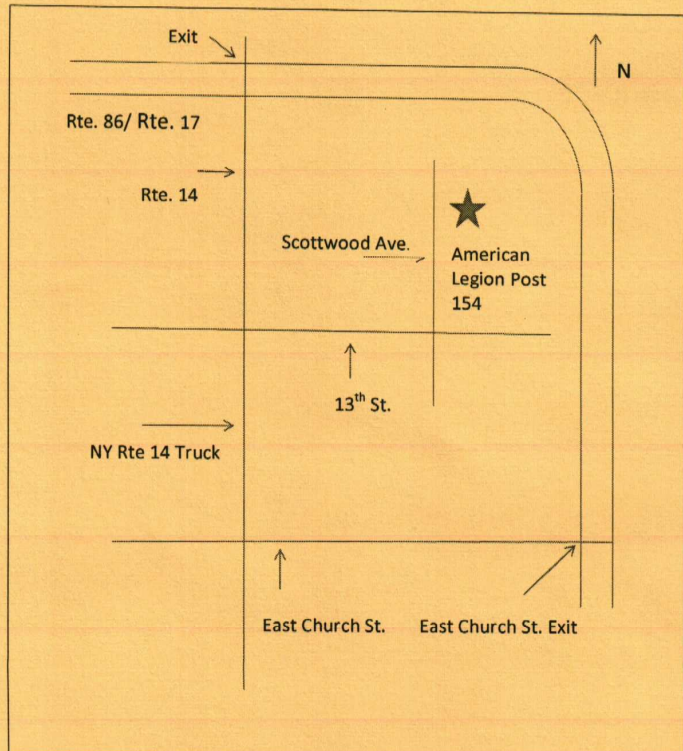 Exit
N
Rte. 86/ Rte. 17
Rte. 14
Scottwood Ave.
American
Legion Post
154
13th St.
NY Rte 14 Truck
East Church St.
East Church St. Exit